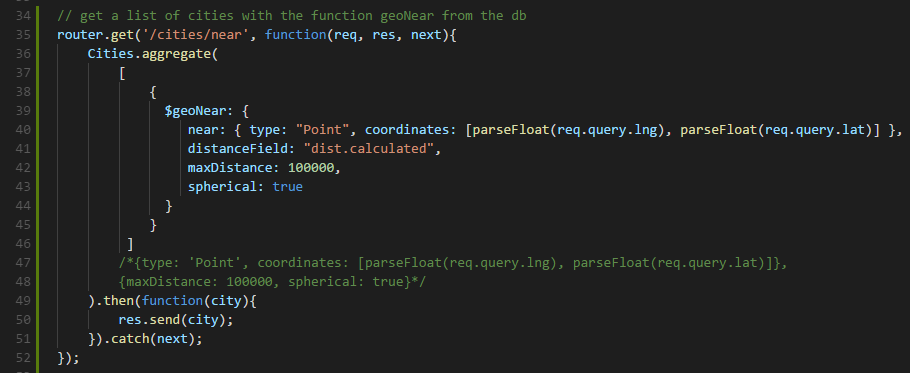 34 // get a list of cities with the function geoNear from the db
35 router.get('/cities/near', function(req, res, next){
36 Cities.aggregate(
37 [
38 {
39 $geoNear: {
40 near: { type: "Point", coordinates: [parseFloat(req.query.lng), parseFloat(req.query.lat)] },
41 distanceField: "dist.calculated",
42 maxDistance: 100000,
43 spherical: true
44 }
45 }
46 ]
47 /*{type: 'Point', coordinates: [parseFloat(req.query.lng), parseFloat(req.query.lat)]},
48 {maxDistance: 100000, spherical: true}*/
49 ).then(function(city){
50 res.send(city);
51 }).catch(next);
52 });